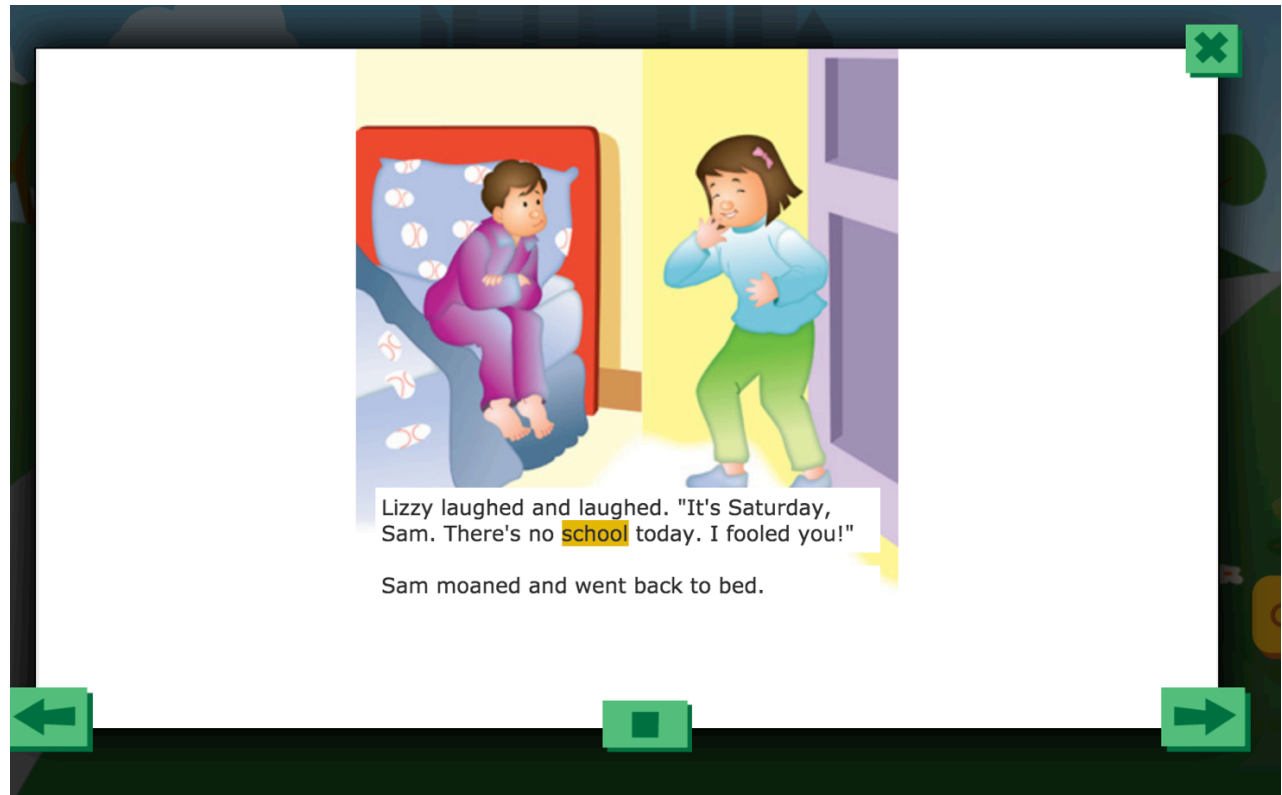 Lizzy laughed and laughed. "It's Saturday,
Sam. There's no school today. I fooled you!"
Sam moaned and went back to bed.